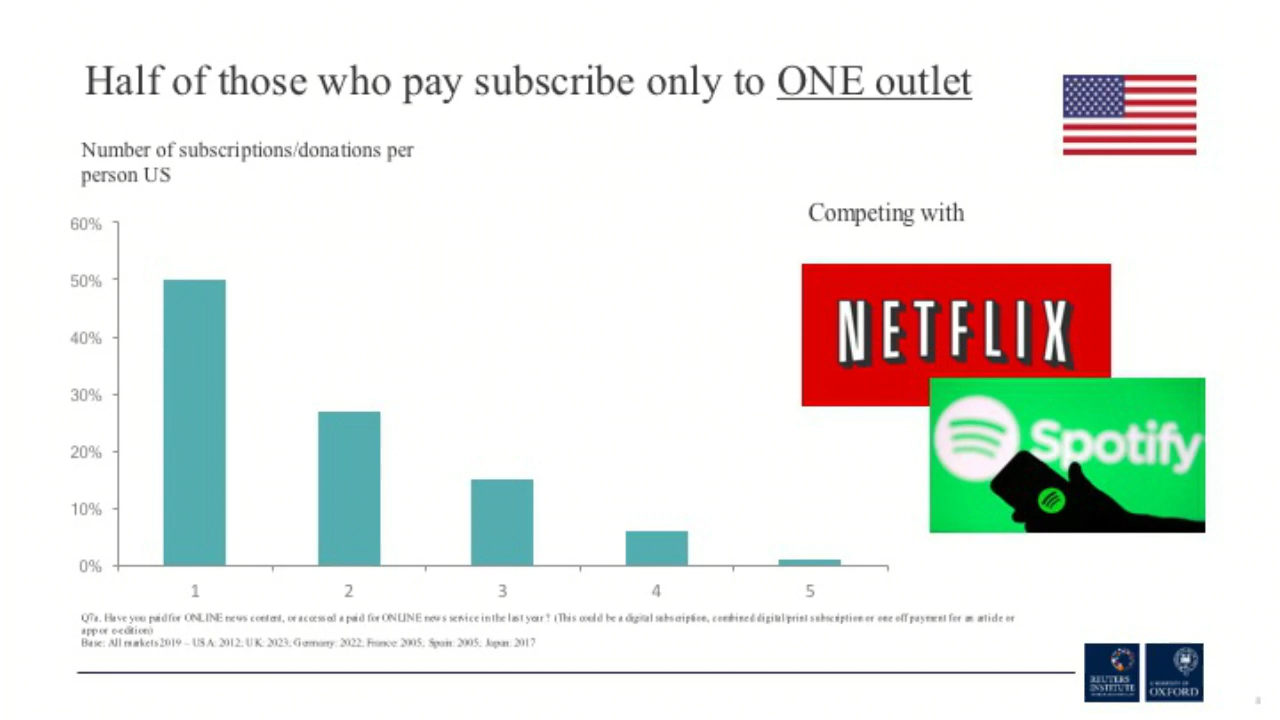 Half of those who pay subscribe only to ONE outlet
Number of subscriptions/donations per
person US
Competing with
NETFLIX
Spotify
60%
50%
40%
30%
20%
10%
0%
1 2 3 4 5
Q7a. Have you paid for ONLINE news content, or accessed a paid for ONLINE news service in the last year? (This could be a digital subscription, combined digital/print subscription or one off payment for an article or
app or e-edition)
Base: All markets 2019 – USA: 2012; UK: 2023; Germany: 2022; France: 2005; Spain: 2005; Japan: 2017
REUTERS
INSTITUTE
UNIVERSITY OF
OXFORD
8